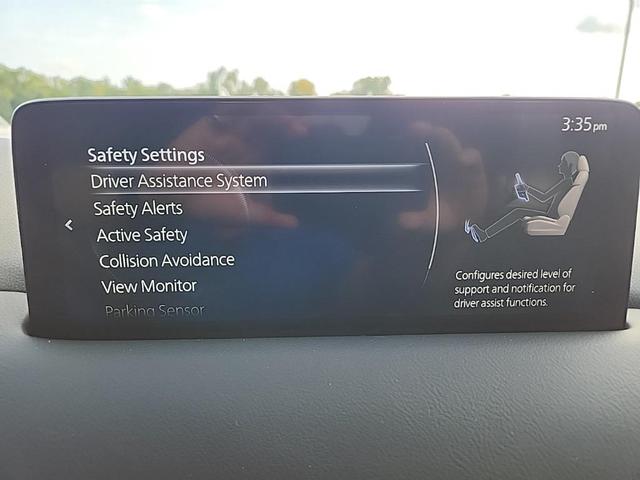 3:35pm
Safety Settings
Driver Assistance System
Safety Alerts
Active Safety
Collision Avoidance
View Monitor
Parking Sensor
Configures desired level of
support and notification for
driver assist functions.